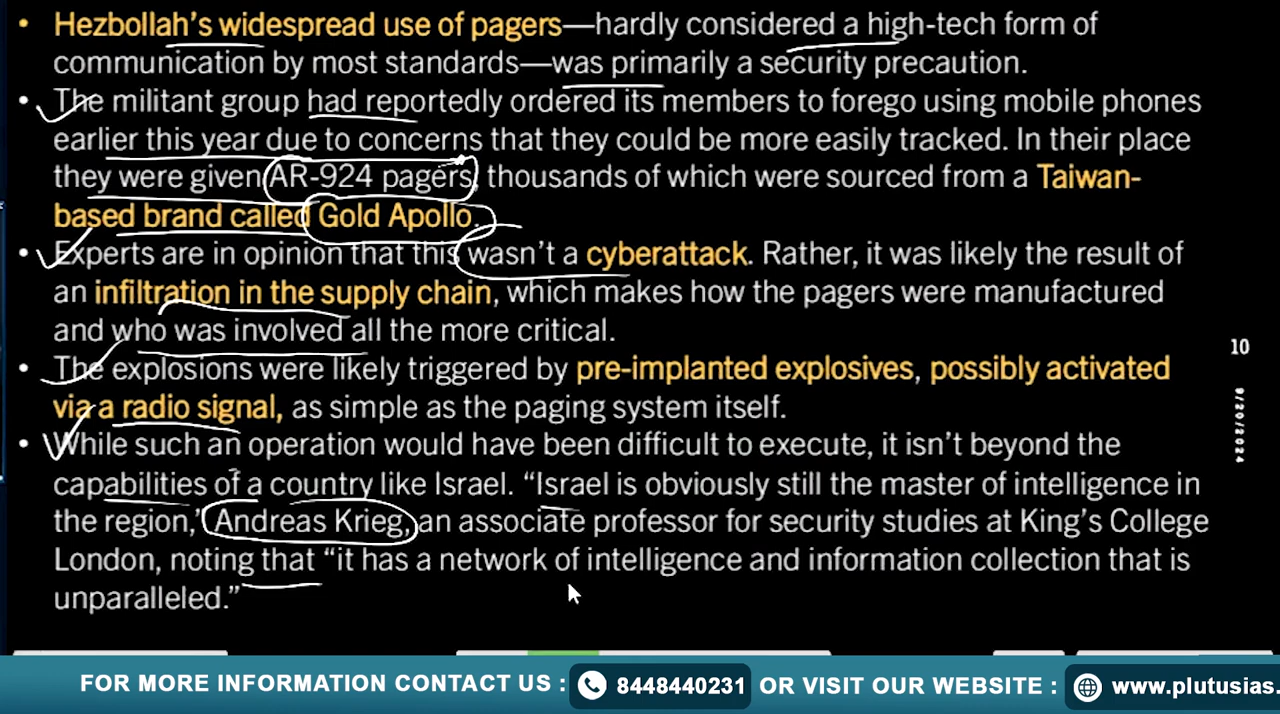 • Hezbollah's widespread use of pagers—hardly considered a high-tech form of
communication by most standards—was primarily a security precaution.
• The militant group had reportedly ordered its members to forego using mobile phones
earlier this year due to concerns that they could be more easily tracked. In their place
they were given AR-924 pagers, thousands of which were sourced from a Taiwan-
based brand called Gold Apollo.
• Experts are in opinion that this wasn't a cyberattack. Rather, it was likely the result of
an infiltration in the supply chain, which makes how the pagers were manufactured
and who was involved all the more critical.
• The explosions were likely triggered by pre-implanted explosives, possibly activated
via a radio signal, as simple as the paging system itself.
• While such an operation would have been difficult to execute, it isn't beyond the
capabilities of a country like Israel. “Israel is obviously still the master of intelligence in
the region,” Andreas Krieg, an associate professor for security studies at King's College
London, noting that “it has a network of intelligence and information collection that is
unparalleled.”
10
9/20/2024
FOR MORE INFORMATION CONTACT US : 8448440231 OR VISIT OUR WEBSITE : www.plutusias.